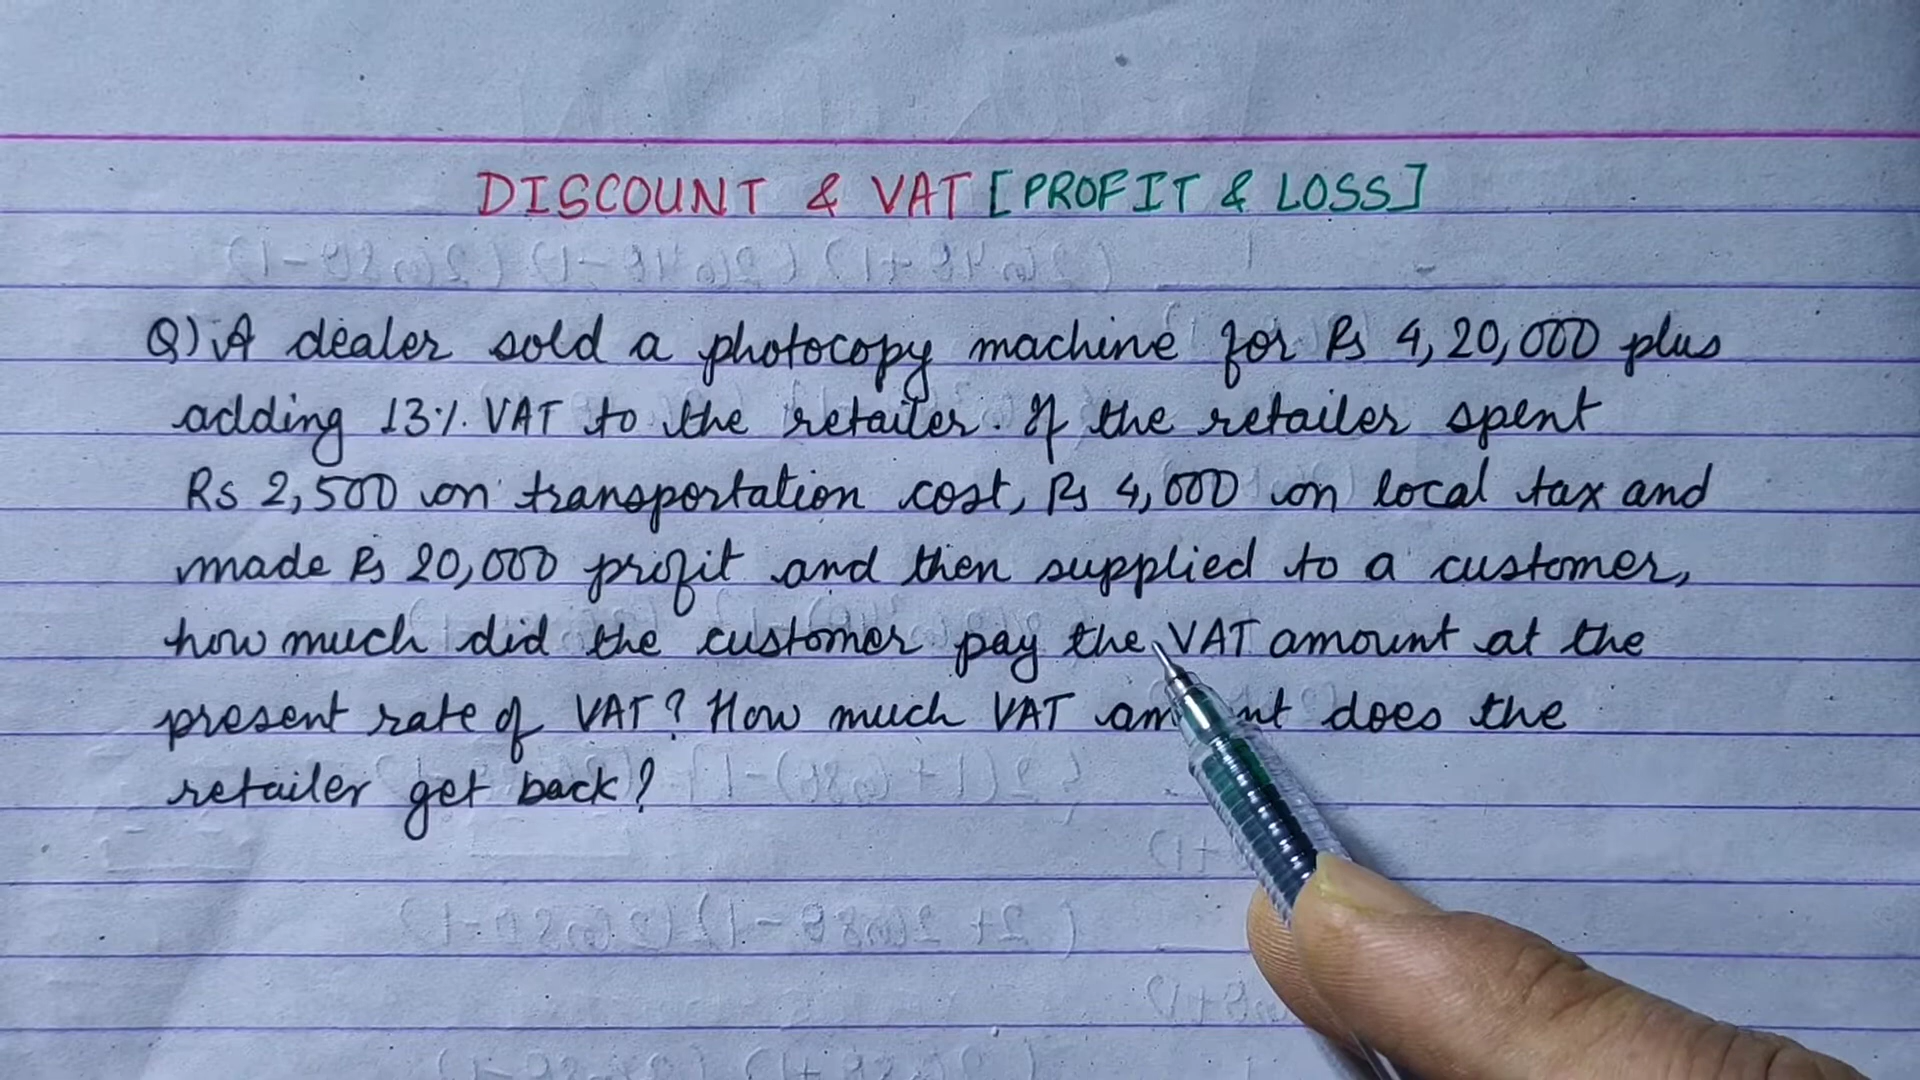 DISCOUNT & VAT [PROFIT & LOSS]
Q) A dealer sold a photocopy machine for Rs 4,20,000 plus
adding 13% VAT to the retailer. If the retailer spent
Rs 2,500 on transportation cost, Rs 4,000 on local tax and
made Rs 20,000 profit and then supplied to a customer,
how much did the customer pay the VAT amount at the
present rate of VAT? How much VAT am nt does the
retailer get back?